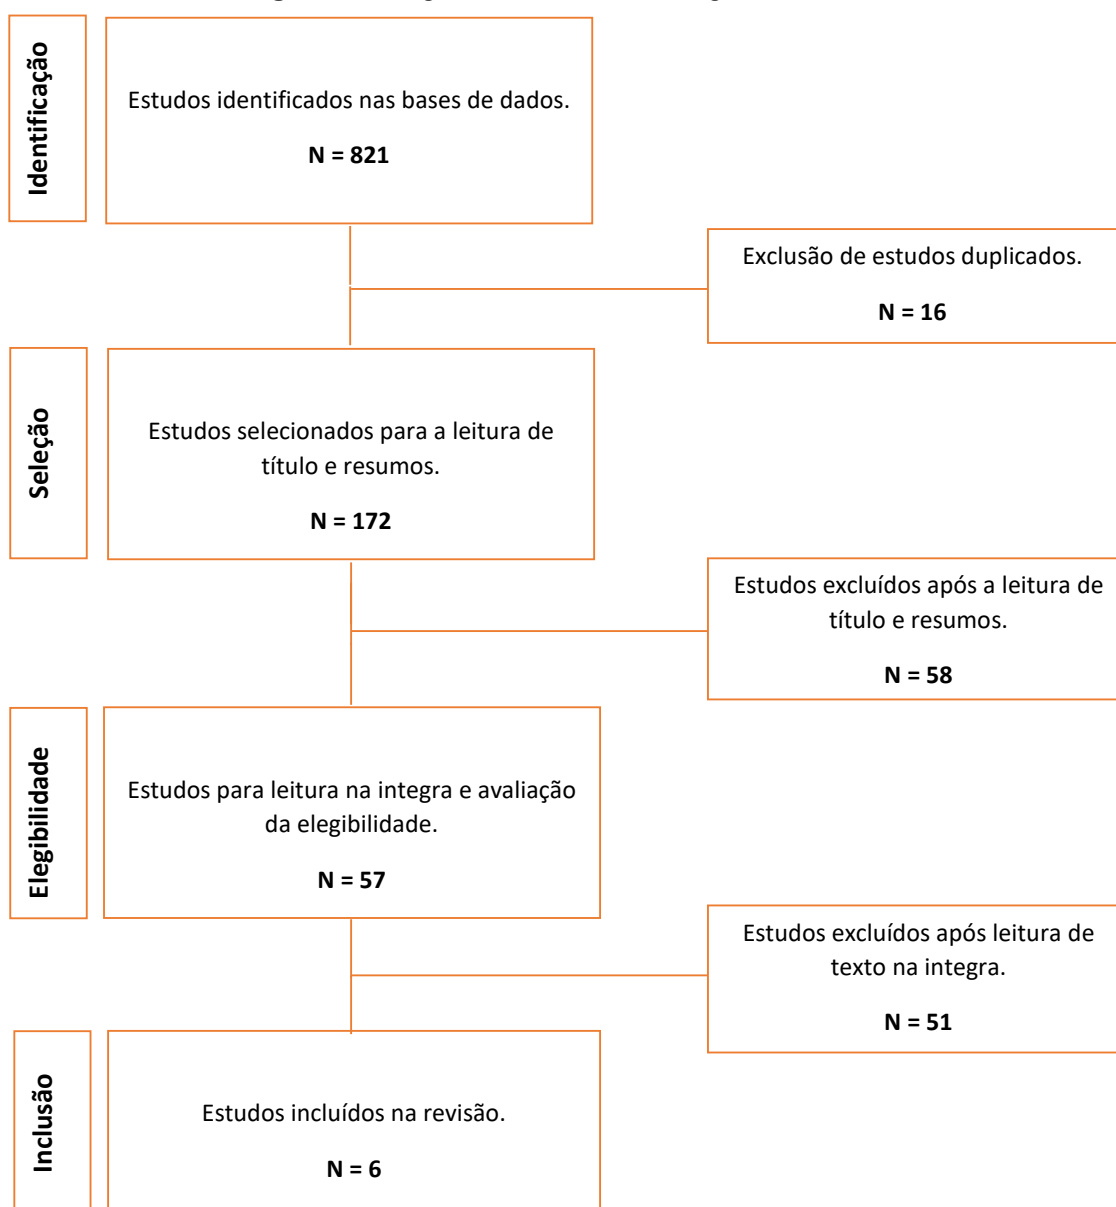 Identificação
Estudos identificados nas bases de dados.
N = 821
Exclusão de estudos duplicados.
N = 16
Seleção
Estudos selecionados para a leitura de
título e resumos.
N = 172
Estudos excluídos após a leitura de
título e resumos.
N = 58
Elegibilidade
Estudos para leitura na integra e avaliação
da elegibilidade.
N = 57
Estudos excluídos após leitura de
texto na integra.
N = 51
Inclusão
Estudos incluídos na revisão.
N = 6